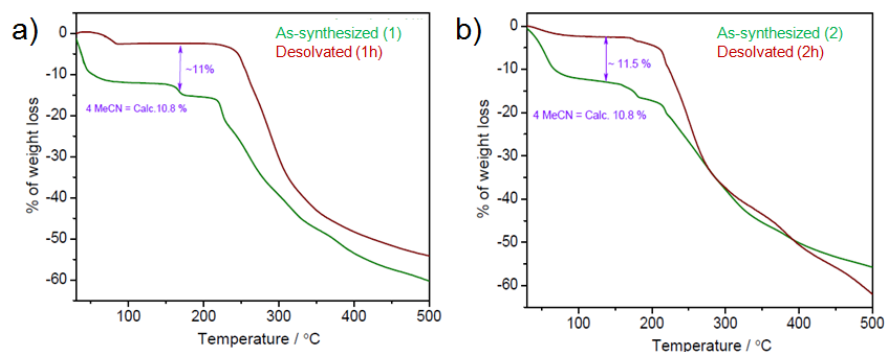 a)
As-synthesized (1)
Desolvated (1h)
~11%
4 MeCN = Calc.10.8 %
% of weight loss
0
-10
-20
-30
-40
-50
-60
100 200 300 400 500
Temperature / °C
b)
As-synthesized (2)
Desolvated (2h)
~ 11.5 %
4 MeCN = Calc. 10.8 %
% of weight loss
0
-10
-20
-30
-40
-50
-60
100 200 300 400 500
Temperature / °C